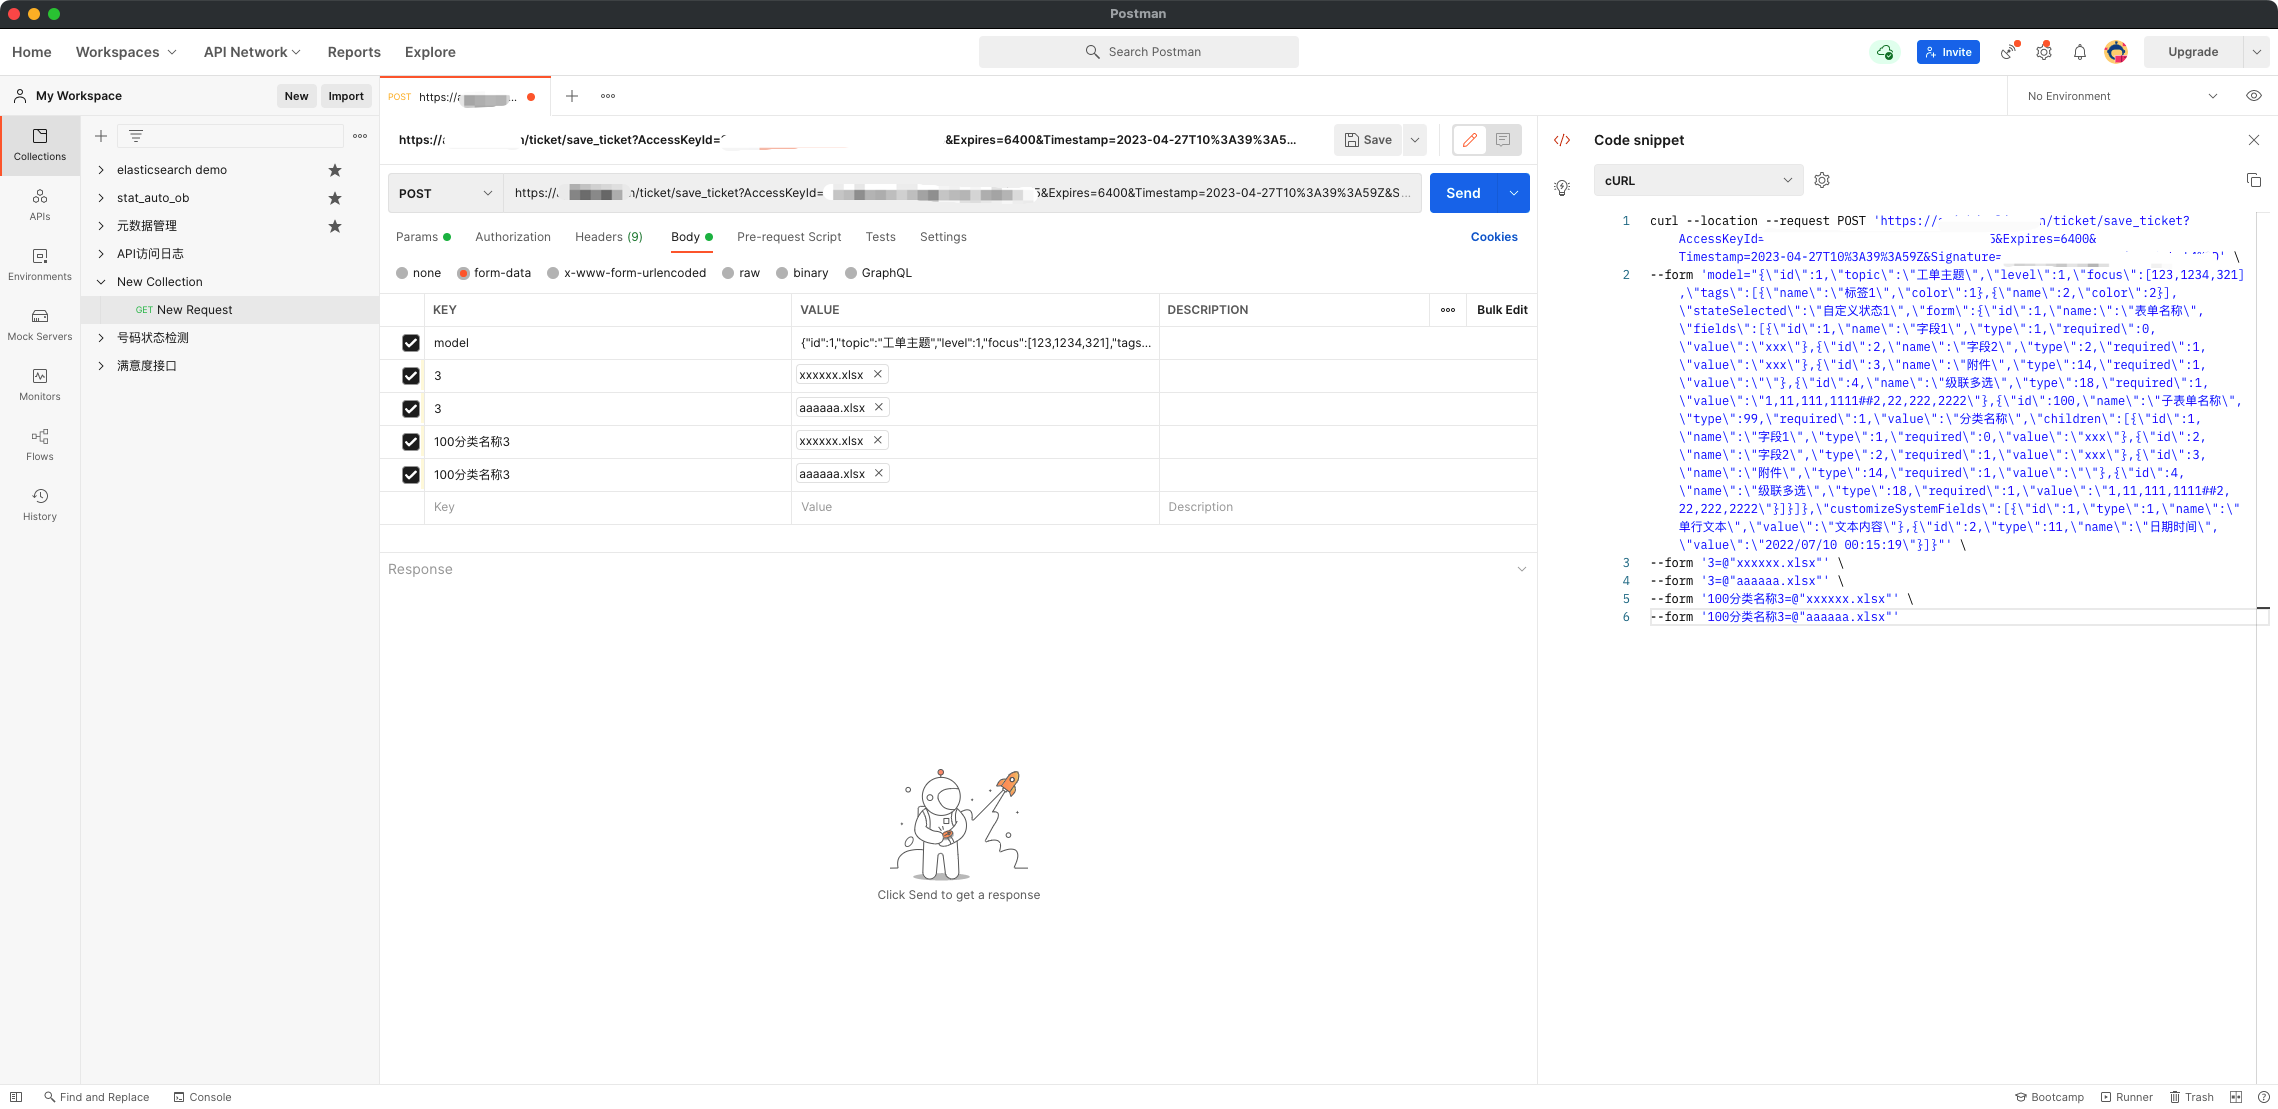 Postman
Home Workspaces API Network Reports Explore Search Postman Invite Upgrade
My Workspace New Import POST https:// ... No Environment
Collections
APIs
Environments
Mock Servers
Monitors
Flows
History
elasticsearch demo
stat_auto_ob
元数据管理
API访问日志
New Collection
GET New Request
号码状态检测
满意度接口
https:// /ticket/save_ticket?AccessKeyId= &Expires=6400&Timestamp=2023-04-27T10%3A39%3A5... Save
POST https:// /ticket/save_ticket?AccessKeyId= &Expires=6400&Timestamp=2023-04-27T10%3A39%3A59Z&S... Send
Params Authorization Headers (9) Body Pre-request Script Tests Settings Cookies
none form-data x-www-form-urlencoded raw binary GraphQL
KEY VALUE DESCRIPTION Bulk Edit
model {"id":1,"topic":"工单主题","level":1,"focus":[123,1234,321],"tags...
3 xxxxxx.xlsx
3 aaaaaa.xlsx
100分类名称3 xxxxxx.xlsx
100分类名称3 aaaaaa.xlsx
Key Value Description
Response
Click Send to get a response
Code snippet
cURL
1 curl --location --request POST 'https:// /ticket/save_ticket?
AccessKeyId= 5&Expires=6400&
Timestamp=2023-04-27T10%3A39%3A59Z&Signature= ' \
2 --form 'model="{\"id\":1,\"topic\":\"工单主题\",\"level\":1,\"focus\":[123,1234,321]
,\"tags\":[{\"name\":\"标签1\",\"color\":1},{\"name\":2,\"color\":2}],
\"stateSelected\":\"自定义状态1\",\"form\":{\"id\":1,\"name:\":\"表单名称\",
\"fields\":[{\"id\":1,\"name\":\"字段1\",\"type\":1,\"required\":0,
\"value\":\"xxx\"},{\"id\":2,\"name\":\"字段2\",\"type\":2,\"required\":1,
\"value\":\"xxx\"},{\"id\":3,\"name\":\"附件\",\"type\":14,\"required\":1,
\"value\":\"\"},{\"id\":4,\"name\":\"级联多选\",\"type\":18,\"required\":1,
\"value\":\"1,11,111,1111##2,22,222,2222\"},{\"id\":100,\"name\":\"子表单名称\",
\"type\":99,\"required\":1,\"value\":\"分类名称\",\"children\":[{\"id\":1,
\"name\":\"字段1\",\"type\":1,\"required\":0,\"value\":\"xxx\"},{\"id\":2,
\"name\":\"字段2\",\"type\":2,\"required\":1,\"value\":\"xxx\"},{\"id\":3,
\"name\":\"附件\",\"type\":14,\"required\":1,\"value\":\"\"},{\"id\":4,
\"name\":\"级联多选\",\"type\":18,\"required\":1,\"value\":\"1,11,111,1111##2,
22,222,2222\"}]}]},\"customizeSystemFields\":[{\"id\":1,\"type\":1,\"name\":\"
单行文本\",\"value\":\"文本内容\"},{\"id\":2,\"type\":11,\"name\":\"日期时间\",
\"value\":\"2022/07/10 00:15:19\"}]}"' \
3 --form '3=@"xxxxxx.xlsx"' \
4 --form '3=@"aaaaaa.xlsx"' \
5 --form '100分类名称3=@"xxxxxx.xlsx"' \
6 --form '100分类名称3=@"aaaaaa.xlsx"'
Find and Replace Console Bootcamp Runner Trash